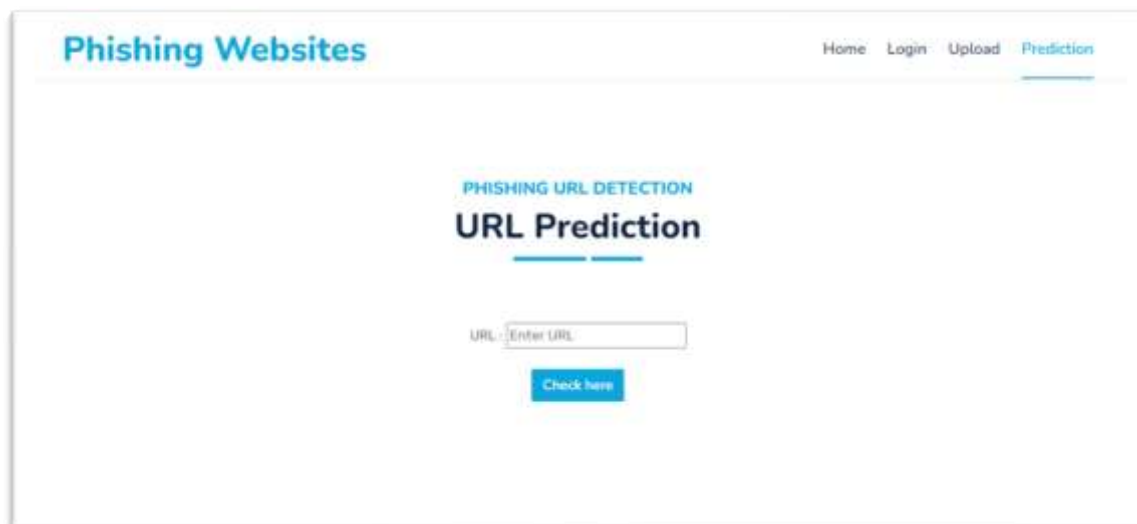 Phishing Websites
Home Login Upload Prediction
PHISHING URL DETECTION
URL Prediction
URL : Enter URL
Check here